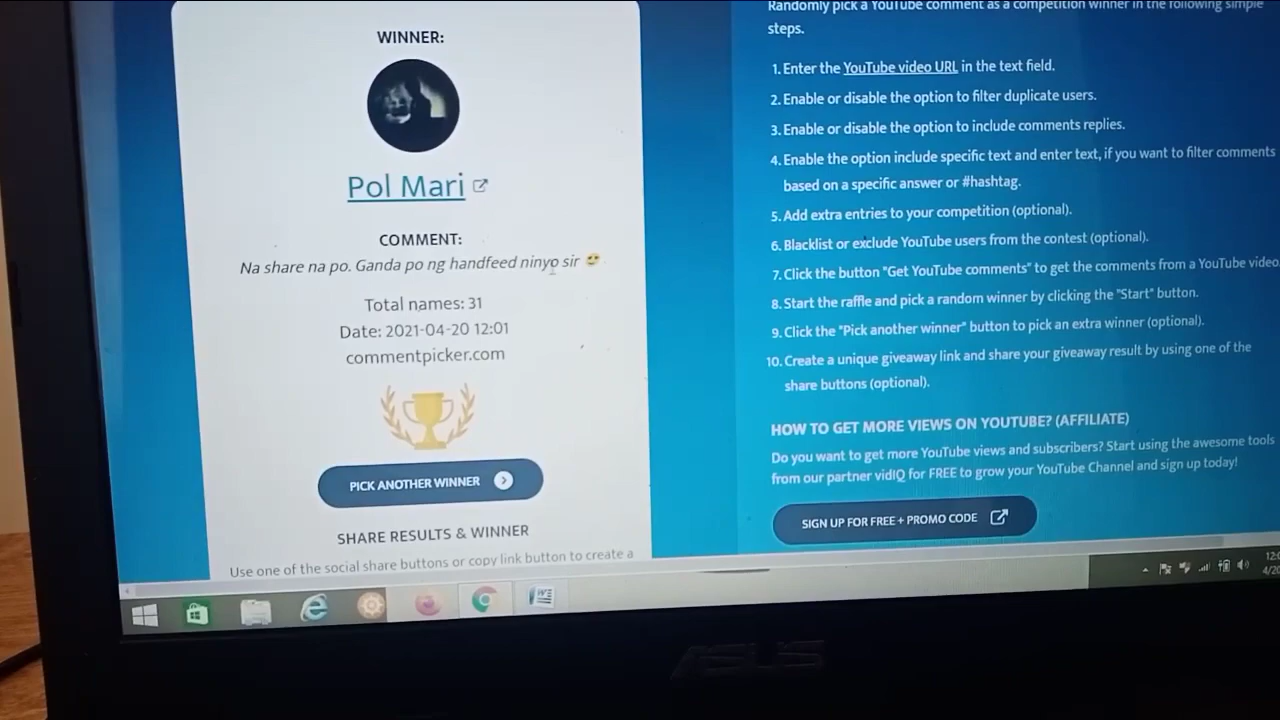 WINNER:
Pol Mari
COMMENT:
Na share na po. Ganda po ng handfeed ninyo sir 😍
Total names: 31
Date: 2021-04-20 12:01
commentpicker.com
PICK ANOTHER WINNER
SHARE RESULTS & WINNER
Use one of the social share buttons or copy link button to create a
Randomly pick a YouTube comment as a competition winner in the following simple
steps.
1. Enter the YouTube video URL in the text field.
2. Enable or disable the option to filter duplicate users.
3. Enable or disable the option to include comments replies.
4. Enable the option include specific text and enter text, if you want to filter comments
based on a specific answer or #hashtag.
5. Add extra entries to your competition (optional).
6. Blacklist or exclude YouTube users from the contest (optional).
7. Click the button "Get YouTube comments" to get the comments from a YouTube video
8. Start the raffle and pick a random winner by clicking the "Start" button.
9. Click the "Pick another winner" button to pick an extra winner (optional).
10. Create a unique giveaway link and share your giveaway result by using one of the
share buttons (optional).
HOW TO GET MORE VIEWS ON YOUTUBE? (AFFILIATE)
Do you want to get more YouTube views and subscribers? Start using the awesome tools
from our partner vidIQ for FREE to grow your YouTube Channel and sign up today!
SIGN UP FOR FREE + PROMO CODE
ASUS